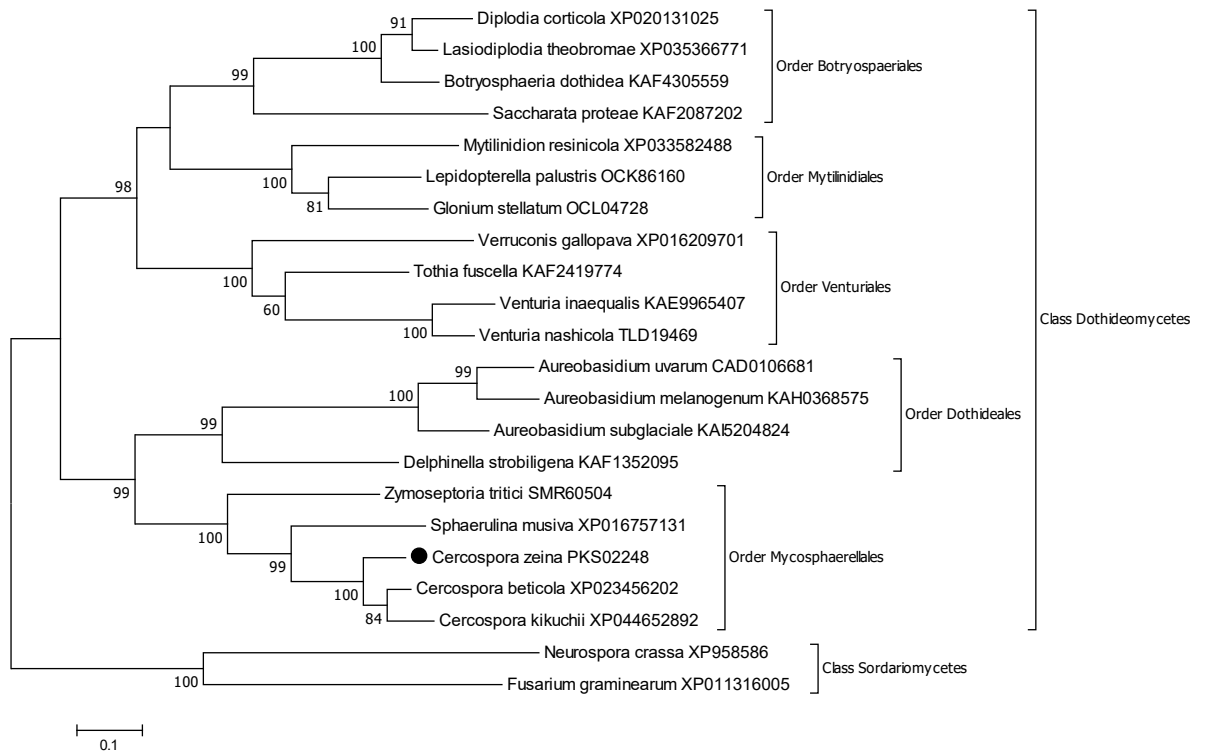 91
Diplodia corticola XP020131025
100
Lasiodiplodia theobromae XP035366771
99
Botryosphaeria dothidea KAF4305559
Order Botryospaeriales
Saccharata proteae KAF2087202
Mytilinidion resinicola XP033582488
100
Lepidopterella palustris OCK86160
Order Mytilinidiales
98
81
Glonium stellatum OCL04728
Verruconis gallopava XP016209701
100
Tothia fuscella KAF2419774
Order Venturiales
60
Venturia inaequalis KAE9965407
100
Venturia nashicola TLD19469
Class Dothideomycetes
99
Aureobasidium uvarum CAD0106681
100
Aureobasidium melanogenum KAH0368575
Order Dothideales
99
Aureobasidium subglaciale KAI5204824
Delphinella strobiligena KAF1352095
99
Zymoseptoria tritici SMR60504
100
Sphaerulina musiva XP016757131
99
Cercospora zeina PKS02248
Order Mycosphaerellales
100
Cercospora beticola XP023456202
84
Cercospora kikuchii XP044652892
Neurospora crassa XP958586
Class Sordariomycetes
100
Fusarium graminearum XP011316005
0.1